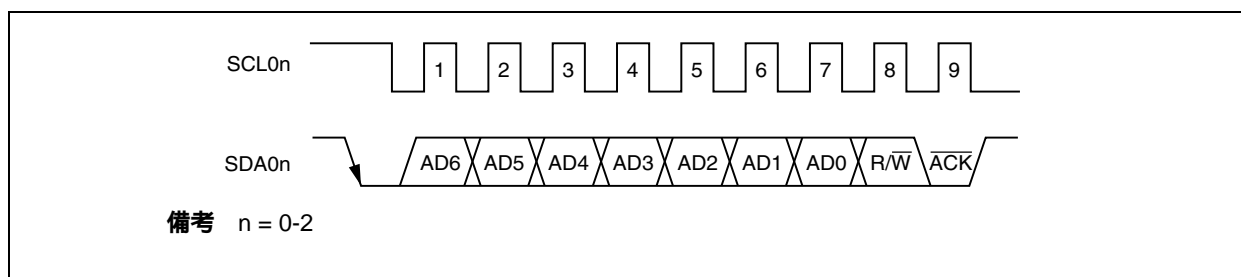 SCL0n 1 2 3 4 5 6 7 8 9
SDA0n AD6 AD5 AD4 AD3 AD2 AD1 AD0 R/W̅ A̅C̅K̅
備考 n = 0-2